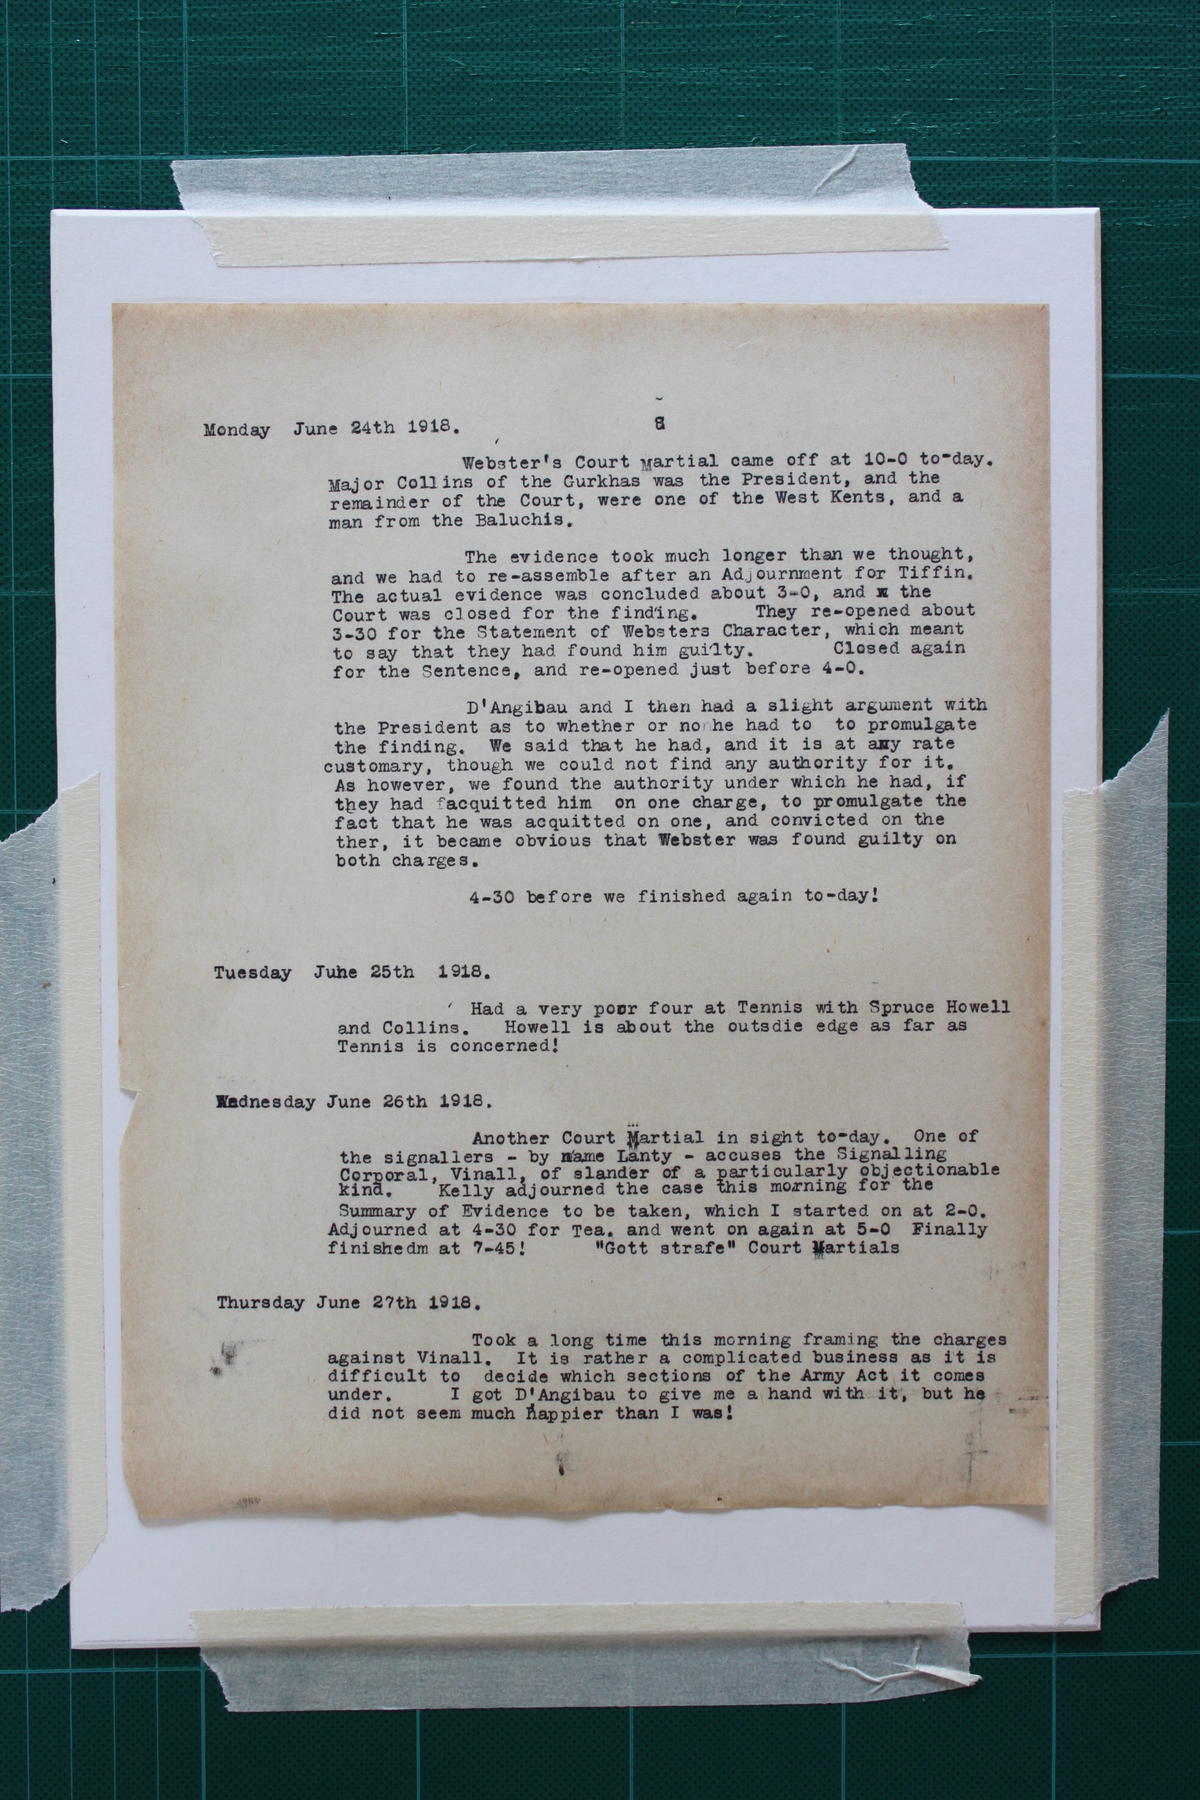 8
Monday June 24th 1918.
Webster's Court Martial came off at 10-0 to-day.
Major Collins of the Gurkhas was the President, and the
remainder of the Court, were one of the West Kents, and a
man from the Baluchis.
The evidence took much longer than we thought,
and we had to re-assemble after an Adjournment for Tiffin.
The actual evidence was concluded about 3-0, and x the
Court was closed for the finding. They re-opened about
3-30 for the Statement of Websters Character, which meant
to say that they had found him guilty. Closed again
for the Sentence, and re-opened just before 4-0.
D'Angibau and I then had a slight argument with
the President as to whether or no he had to to promulgate
the finding. We said that he had, and it is at any rate
customary, though we could not find any authority for it.
As however, we found the authority under which he had, if
they had facquitted him on one charge, to promulgate the
fact that he was acquitted on one, and convicted on the
ther, it became obvious that Webster was found guilty on
both charges.
4-30 before we finished again to-day!
Tuesday June 25th 1918.
Had a very poor four at Tennis with Spruce Howell
and Collins. Howell is about the outsdie edge as far as
Tennis is concerned!
Wednesday June 26th 1918.
Another Court Martial in sight to-day. One of
the signallers - by name Lanty - accuses the Signalling
Corporal, Vinall, of slander of a particularly objectionable
kind. Kelly adjourned the case this morning for the
Summary of Evidence to be taken, which I started on at 2-0.
Adjourned at 4-30 for Tea. and went on again at 5-0 Finally
finishedm at 7-45! "Gott strafe" Court Martials
Thursday June 27th 1918.
Took a long time this morning framing the charges
against Vinall. It is rather a complicated business as it is
difficult to decide which sections of the Army Act it comes
under. I got D'Angibau to give me a hand with it, but he
did not seem much happier than I was!